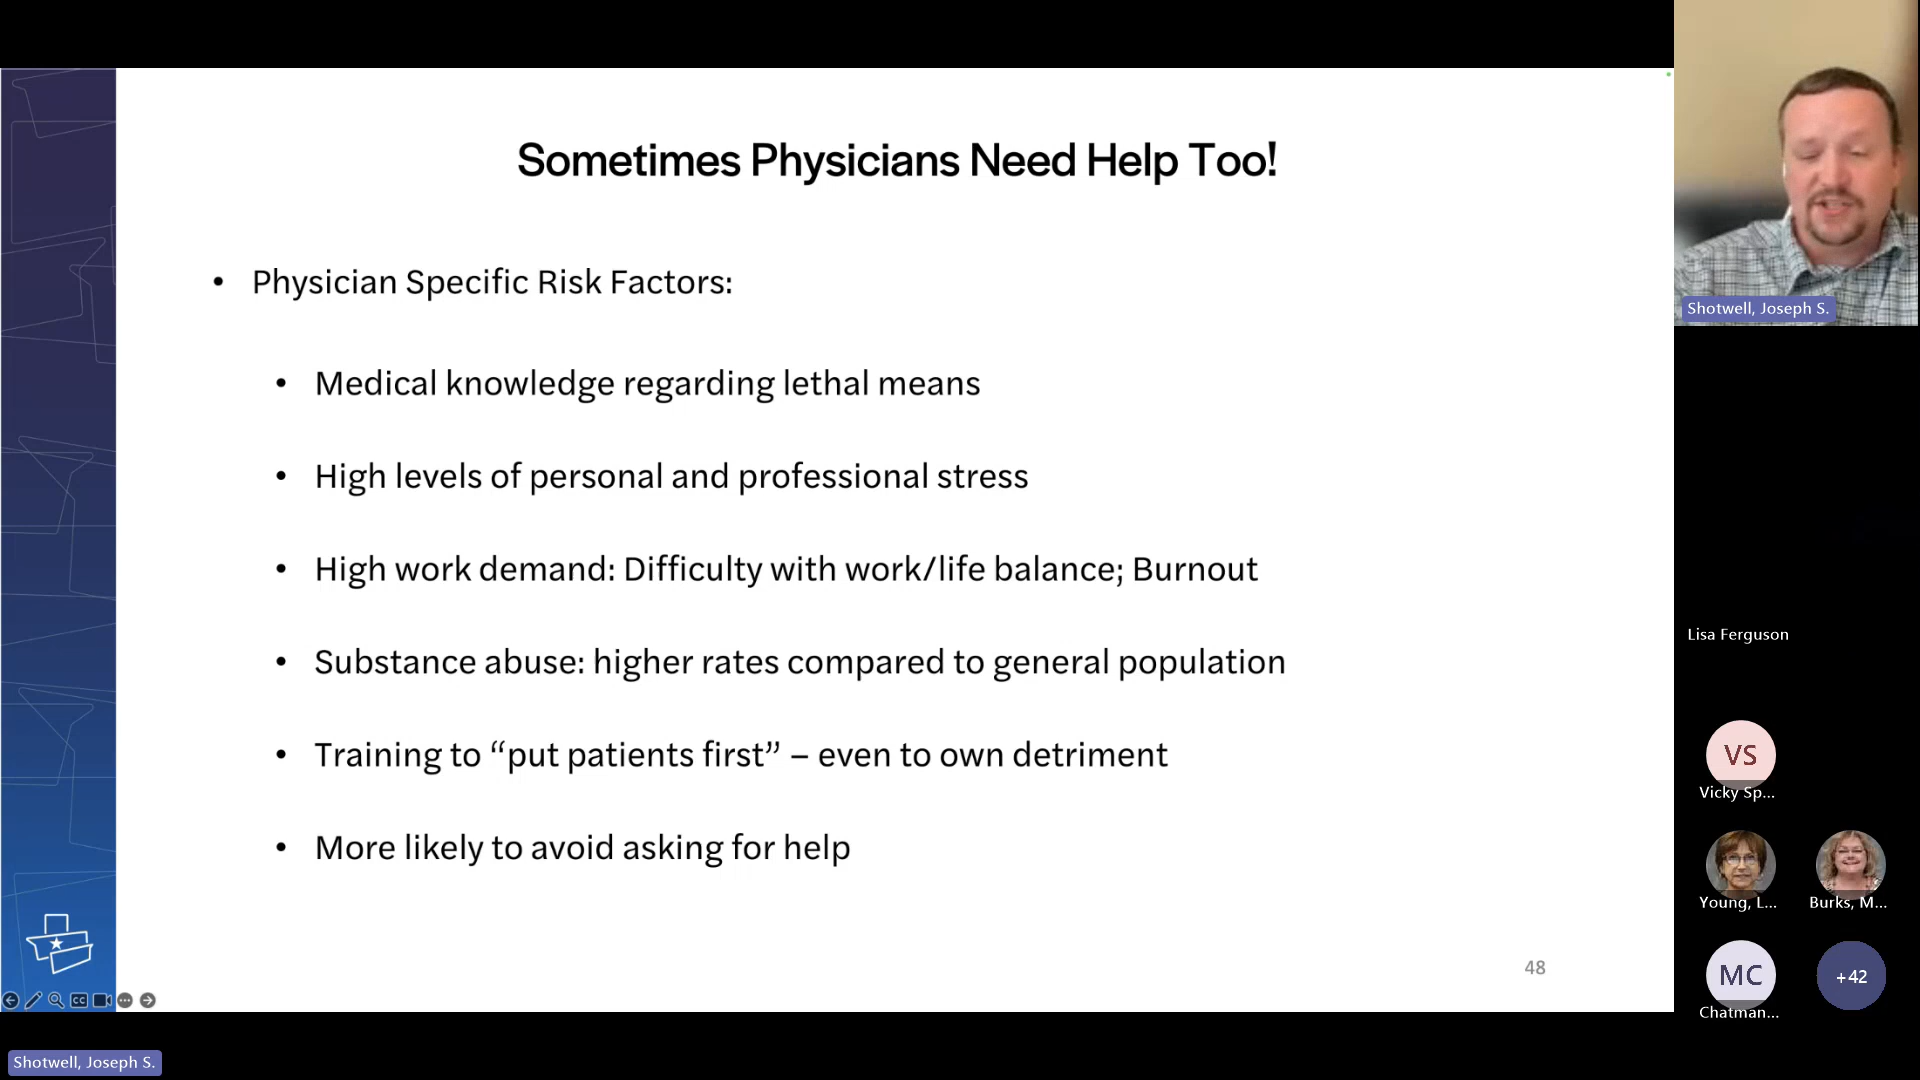 Sometimes Physicians Need Help Too!
• Physician Specific Risk Factors:
• Medical knowledge regarding lethal means
• High levels of personal and professional stress
• High work demand: Difficulty with work/life balance; Burnout
• Substance abuse: higher rates compared to general population
• Training to “put patients first” – even to own detriment
• More likely to avoid asking for help
48
CC
Shotwell, Joseph S.
Shotwell, Joseph S.
Lisa Ferguson
VS
Vicky Sp...
Young, L...
Burks, M...
MC
+42
Chatman...